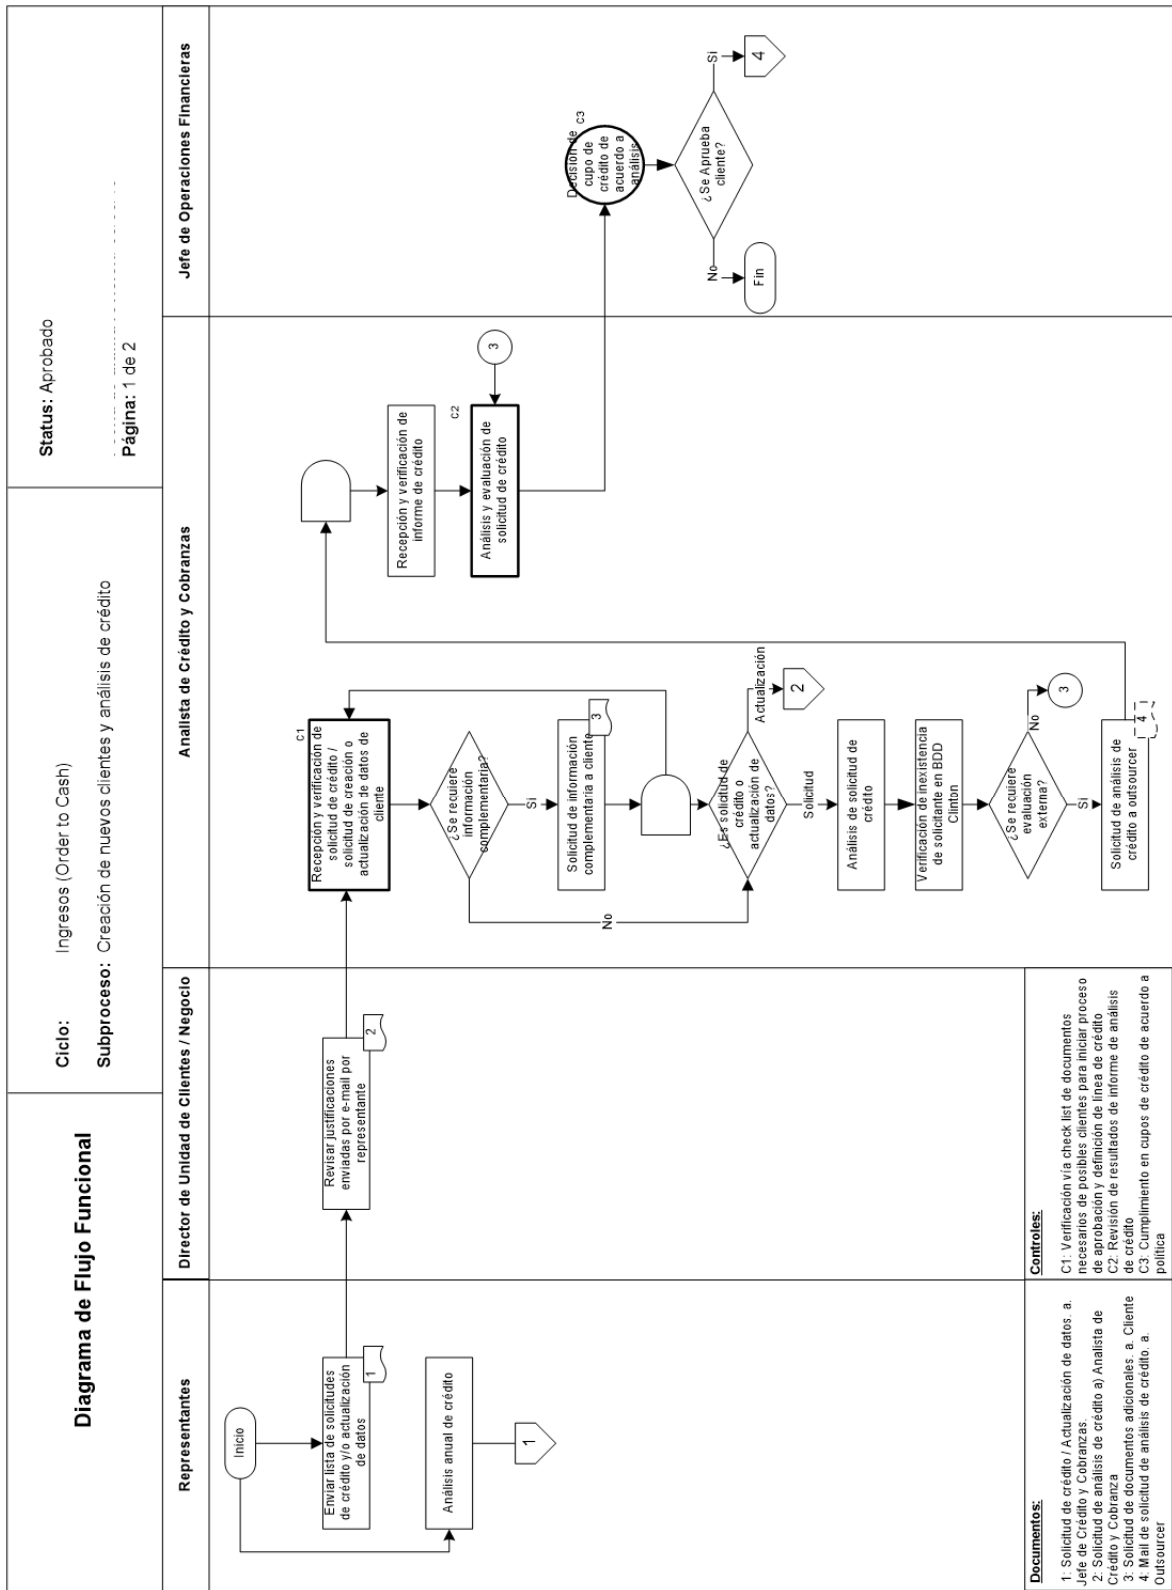 Diagrama de Flujo Funcional
Ciclo: Ingresos (Order to Cash)
Subproceso: Creación de nuevos clientes y análisis de crédito
Status: Aprobado
Página: 1 de 2
Representantes
Director de Unidad de Clientes / Negocio
Analista de Crédito y Cobranzas
Jefe de Operaciones Financieras
Inicio
Enviar lista de solicitudes
de crédito y/o actualización
de datos
1
Análisis anual de crédito
1
Revisar justificaciones
enviadas por e-mail por
representante
2
C1
Recepción y verificación de
solicitud de crédito /
solicitud de creación o
actualización de datos de
cliente
¿Se recuiere
información
complementaria?
Si
No
Solicitud de información
complementaria a cliente
3
¿Es solicitud de
crédito o
actualización de
datos?
Actualización
2
Solicitud
Análisis de solicitud de
crédito
Verificación de inexistencia
de solicitante en BDD
Clinton
¿Se recuiere
evaluación
externa?
No
3
Si
Solicitud de análisis de
crédito a outsourcer
4
Recepción y verificación de
informe de crédito
C2
Análisis y evaluación de
solicitud de crédito
3
Decisión de
cupo de
crédito de
acuerdo a
análisis
C3
¿Se Aprueba
cliente?
Si
4
No
Fin
Documentos:
1: Solicitud de crédito / Actualización de datos. a.
Jefe de Crédito y Cobranzas.
2: Solicitud de análisis de crédito a) Analista de
Crédito y Cobranza
3: Solicitud de documentos adicionales. a. Cliente
4: Mail de solicitud de análisis de crédito. a.
Outsourcer
Controles:
C1: Verificación vía check list de documentos
necesarios de posibles clientes para iniciar proceso
de aprobación y definición de línea de crédito
C2: Revisión de resultados de informe de análisis
de crédito
C3: Cumplimiento en cupos de crédito de acuerdo a
política